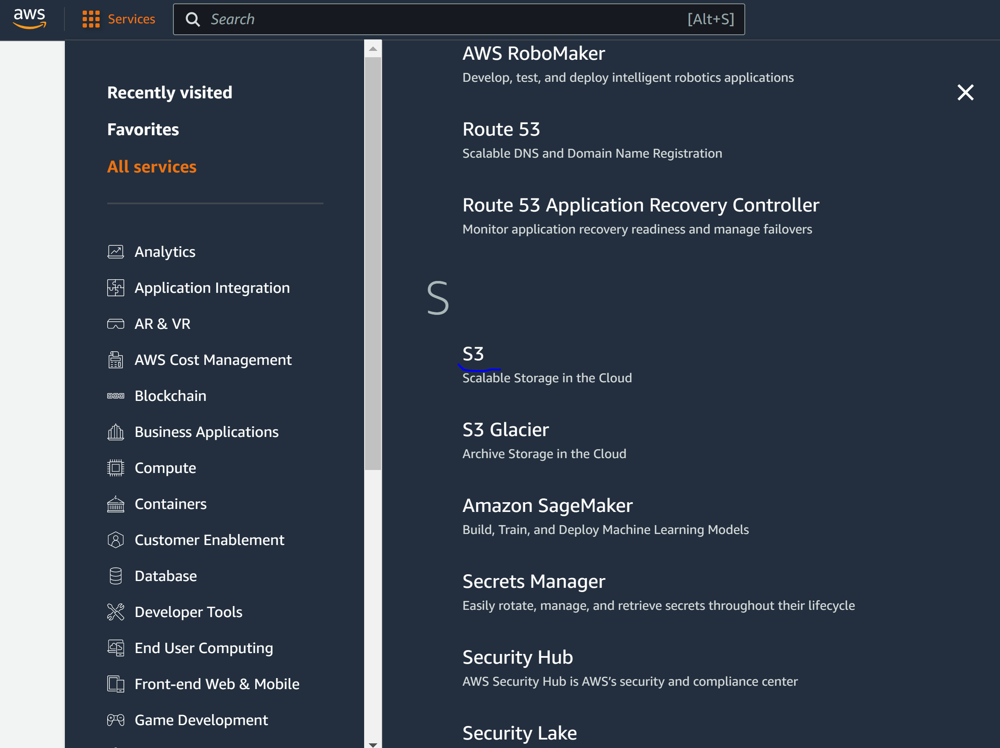 aws
Services
Search
[Alt+S]
Recently visited
Favorites
All services
Analytics
Application Integration
AR & VR
AWS Cost Management
Blockchain
Business Applications
Compute
Containers
Customer Enablement
Database
Developer Tools
End User Computing
Front-end Web & Mobile
Game Development
AWS RoboMaker
Develop, test, and deploy intelligent robotics applications
Route 53
Scalable DNS and Domain Name Registration
Route 53 Application Recovery Controller
Monitor application recovery readiness and manage failovers
S
S3
Scalable Storage in the Cloud
S3 Glacier
Archive Storage in the Cloud
Amazon SageMaker
Build, Train, and Deploy Machine Learning Models
Secrets Manager
Easily rotate, manage, and retrieve secrets throughout their lifecycle
Security Hub
AWS Security Hub is AWS’s security and compliance center
Security Lake